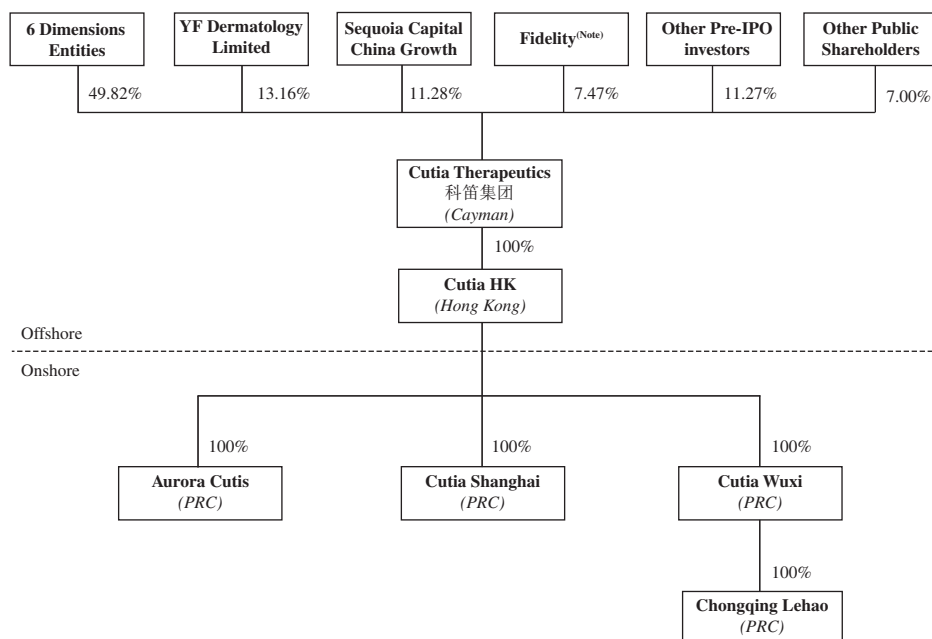 6 Dimensions
Entities
YF Dermatology
Limited
Sequoia Capital
China Growth
Fidelity(Note)
Other Pre-IPO
investors
Other Public
Shareholders
49.82%
13.16%
11.28%
7.47%
11.27%
7.00%
Cutia Therapeutics
科笛集团
(Cayman)
100%
Cutia HK
(Hong Kong)
Offshore
Onshore
100%
100%
100%
Aurora Cutis
(PRC)
Cutia Shanghai
(PRC)
Cutia Wuxi
(PRC)
100%
Chongqing Lehao
(PRC)